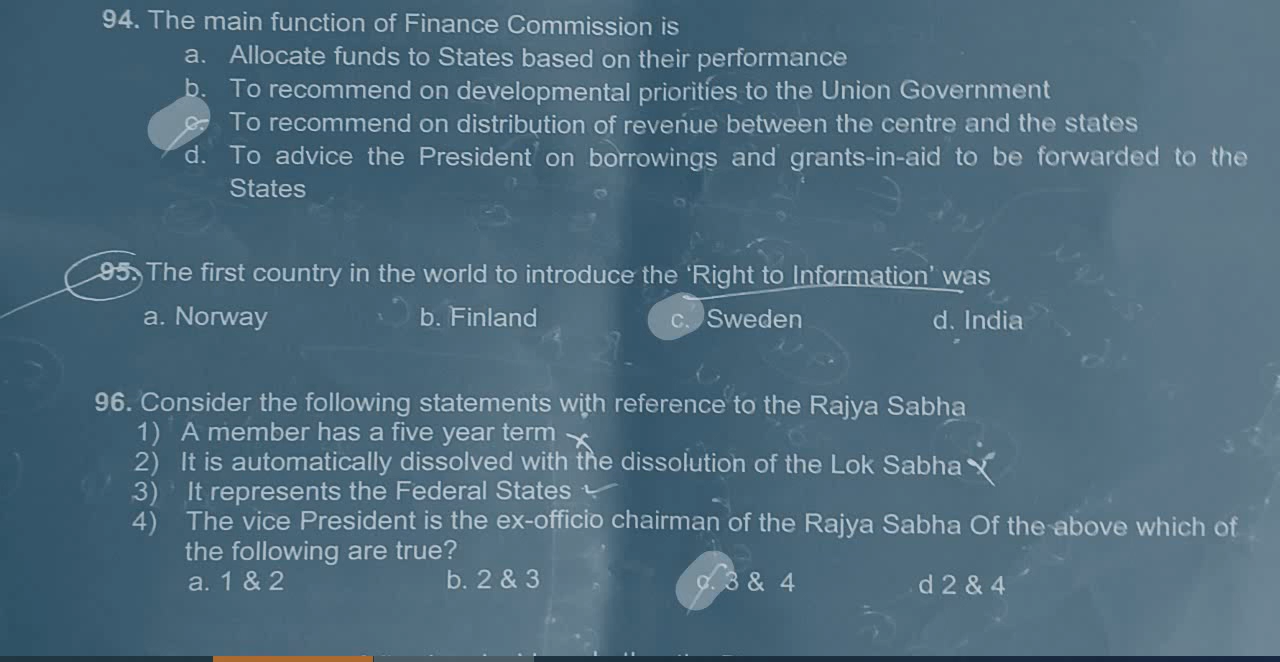 94. The main function of Finance Commission is
a. Allocate funds to States based on their performance
b. To recommend on developmental priorities to the Union Government
c. To recommend on distribution of revenue between the centre and the states
d. To advice the President on borrowings and grants-in-aid to be forwarded to the
States
95. The first country in the world to introduce the ‘Right to Information’ was
a. Norway b. Finland c. Sweden d. India
96. Consider the following statements with reference to the Rajya Sabha
1) A member has a five year term
2) It is automatically dissolved with the dissolution of the Lok Sabha
3) It represents the Federal States
4) The vice President is the ex-officio chairman of the Rajya Sabha Of the above which of
the following are true?
a. 1 & 2 b. 2 & 3 c. 3 & 4 d 2 & 4